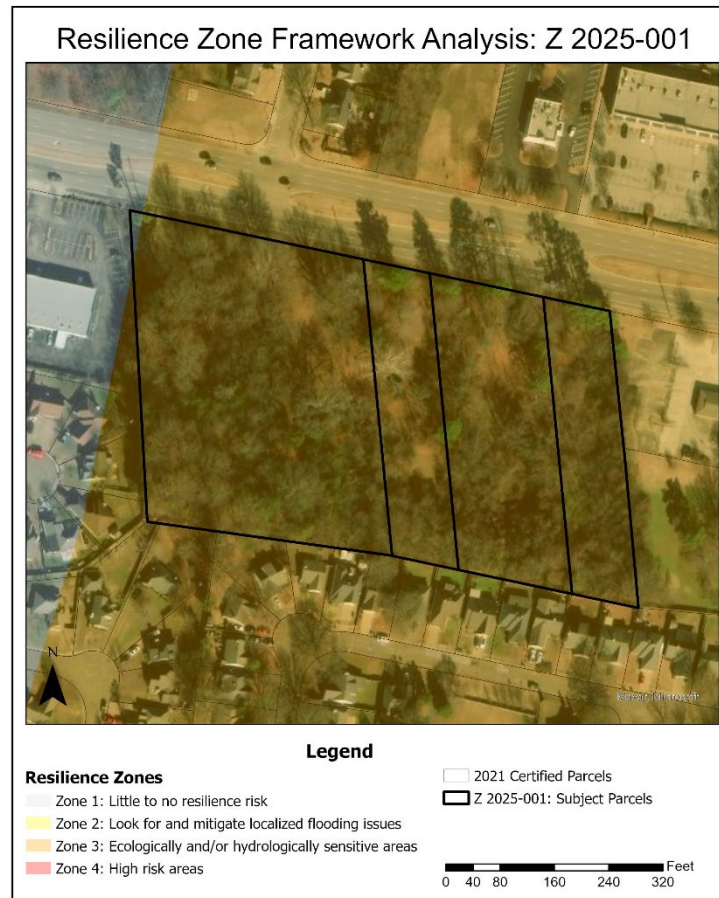 Resilience Zone Framework Analysis: Z 2025-001
N
Legend
Resilience Zones
Zone 1: Little to no resilience risk
Zone 2: Look for and mitigate localized flooding issues
Zone 3: Ecologically and/or hydrologically sensitive areas
Zone 4: High risk areas
2021 Certified Parcels
Z 2025-001: Subject Parcels
Feet
0 40 80 160 240 320